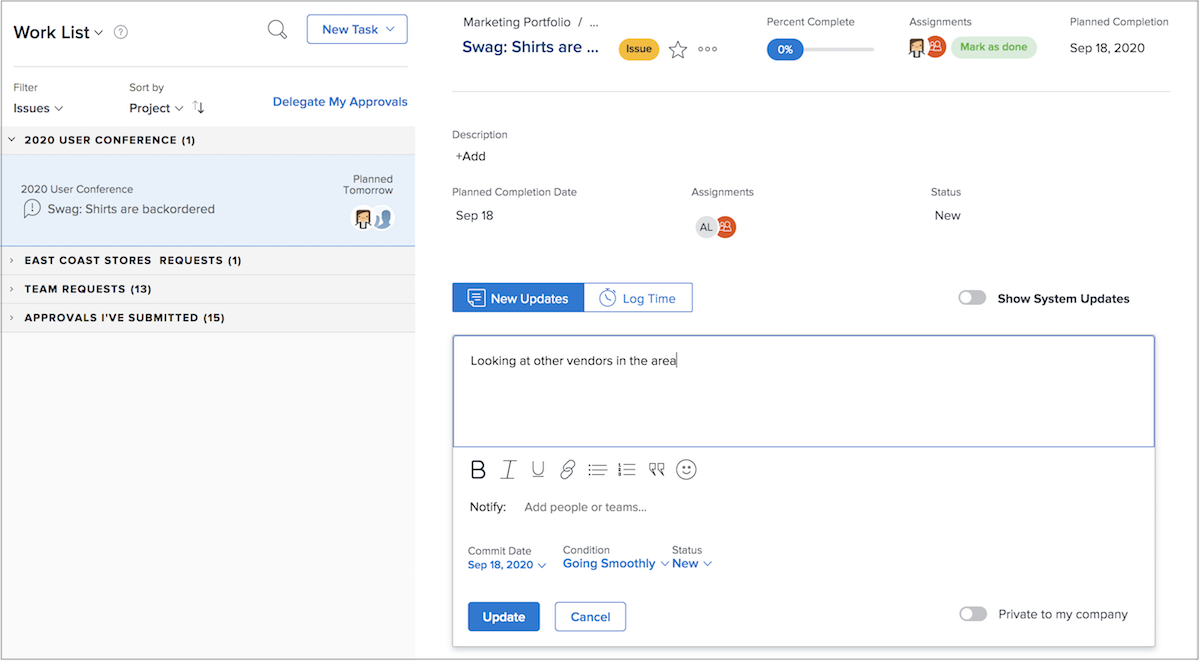 Work List
New Task
Filter
Sort by
Issues
Project
Delegate My Approvals
2020 USER CONFERENCE (1)
2020 User Conference
Planned
Tomorrow
Swag: Shirts are backordered
EAST COAST STORES REQUESTS (1)
TEAM REQUESTS (13)
APPROVALS I'VE SUBMITTED (15)
Marketing Portfolio / ...
Swag: Shirts are ...
Issue
Percent Complete
0%
Assignments
Mark as done
Planned Completion
Sep 18, 2020
Description
+Add
Planned Completion Date
Assignments
Status
Sep 18
AL
New
New Updates
Log Time
Show System Updates
Looking at other vendors in the area
B I U
Notify: Add people or teams...
Commit Date
Condition
Status
Sep 18, 2020
Going Smoothly
New
Update
Cancel
Private to my company